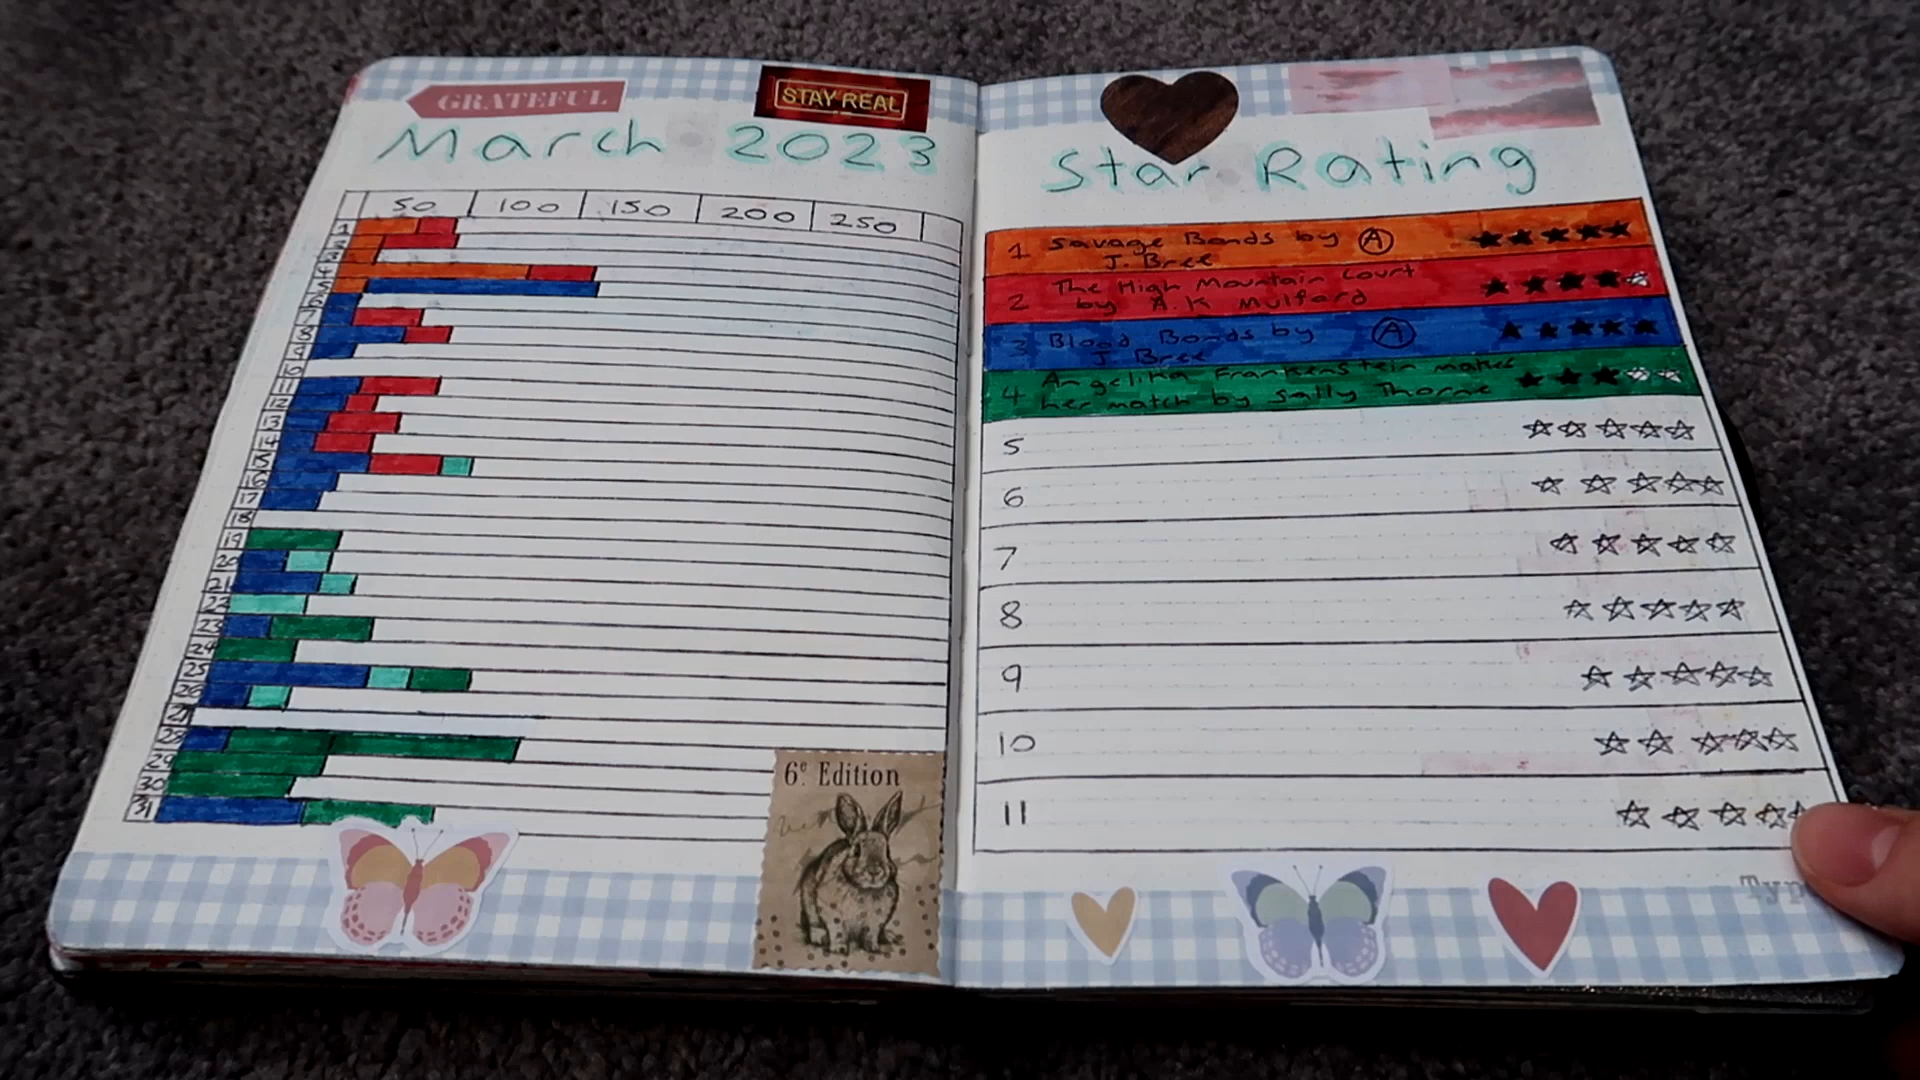 GRATEFUL
STAY REAL
March 2023
50 100 150 200 250
1
2
3
4
5
6
7
8
9
10
11
12
13
14
15
16
17
18
19
20
21
22
23
24
25
26
27
28
29
30
31
6e Edition
Star Rating
1 Savage Bonds by A
J. Bree
2 The High Mountain Court
by A.K Mulford
3 Blood Bonds by A
J Bree
4 Angelika Frankenstein makes
her match by Sally Thorne
5
6
7
8
9
10
11